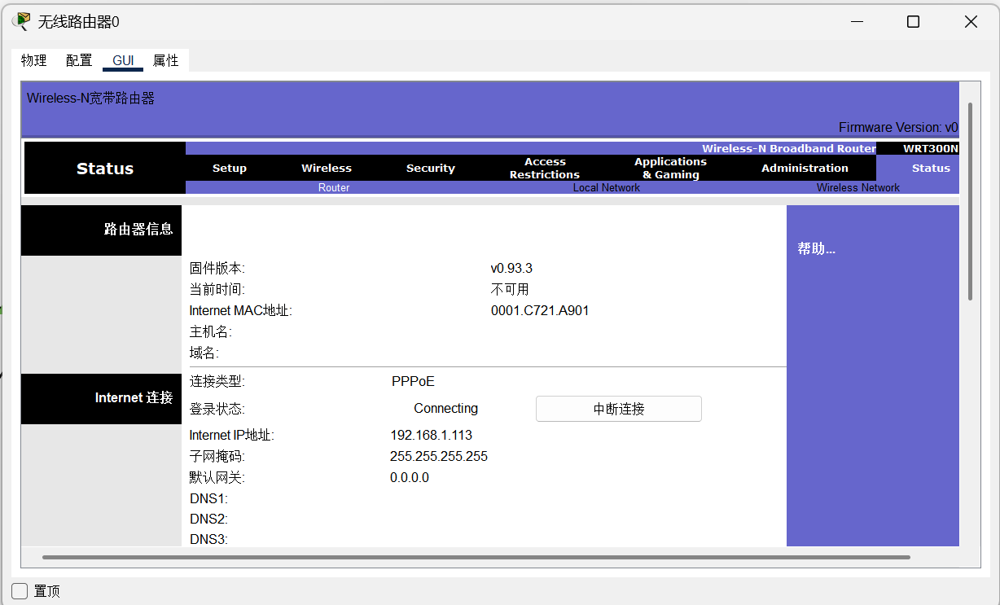 无线路由器0
物理 配置 GUI 属性
Wireless-N宽带路由器
Firmware Version: v0
Wireless-N Broadband Router WRT300N
Status
Setup Wireless Security Access Restrictions Applications & Gaming Administration Status
Router Local Network Wireless Network
路由器信息
帮助...
固件版本: v0.93.3
当前时间: 不可用
Internet MAC地址: 0001.C721.A901
主机名:
域名:
Internet 连接
连接类型: PPPoE
登录状态: Connecting 中断连接
Internet IP地址: 192.168.1.113
子网掩码: 255.255.255.255
默认网关: 0.0.0.0
DNS1:
DNS2:
DNS3:
置顶